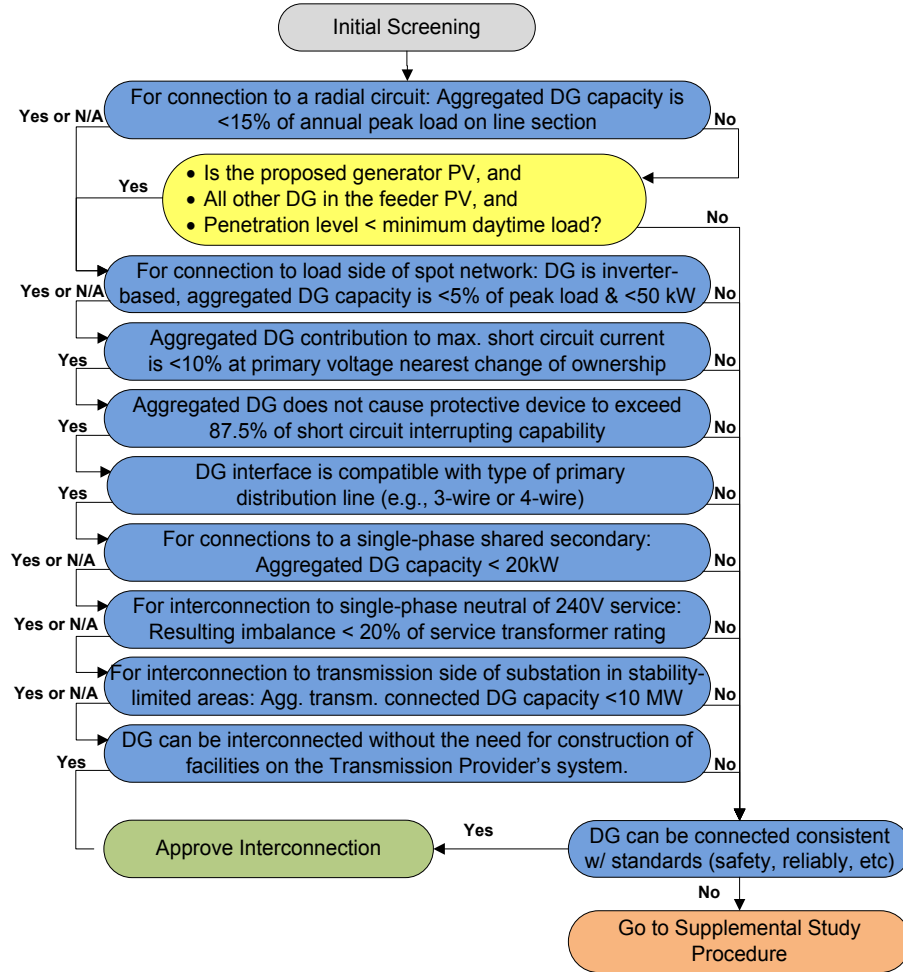 Initial Screening
For connection to a radial circuit: Aggregated DG capacity is
<15% of annual peak load on line section
Yes or N/A
No
Yes
• Is the proposed generator PV, and
• All other DG in the feeder PV, and
• Penetration level < minimum daytime load?
No
For connection to load side of spot network: DG is inverter-
based, aggregated DG capacity is <5% of peak load & <50 kW
Yes or N/A
No
Aggregated DG contribution to max. short circuit current
is <10% at primary voltage nearest change of ownership
Yes
No
Aggregated DG does not cause protective device to exceed
87.5% of short circuit interrupting capability
Yes
No
DG interface is compatible with type of primary
distribution line (e.g., 3-wire or 4-wire)
Yes
No
For connections to a single-phase shared secondary:
Aggregated DG capacity < 20kW
Yes or N/A
No
For interconnection to single-phase neutral of 240V service:
Resulting imbalance < 20% of service transformer rating
Yes or N/A
No
For interconnection to transmission side of substation in stability-
limited areas: Agg. transm. connected DG capacity <10 MW
Yes or N/A
No
DG can be interconnected without the need for construction of
facilities on the Transmission Provider's system.
Yes
No
Approve Interconnection
Yes
DG can be connected consistent
w/ standards (safety, reliably, etc)
No
Go to Supplemental Study
Procedure